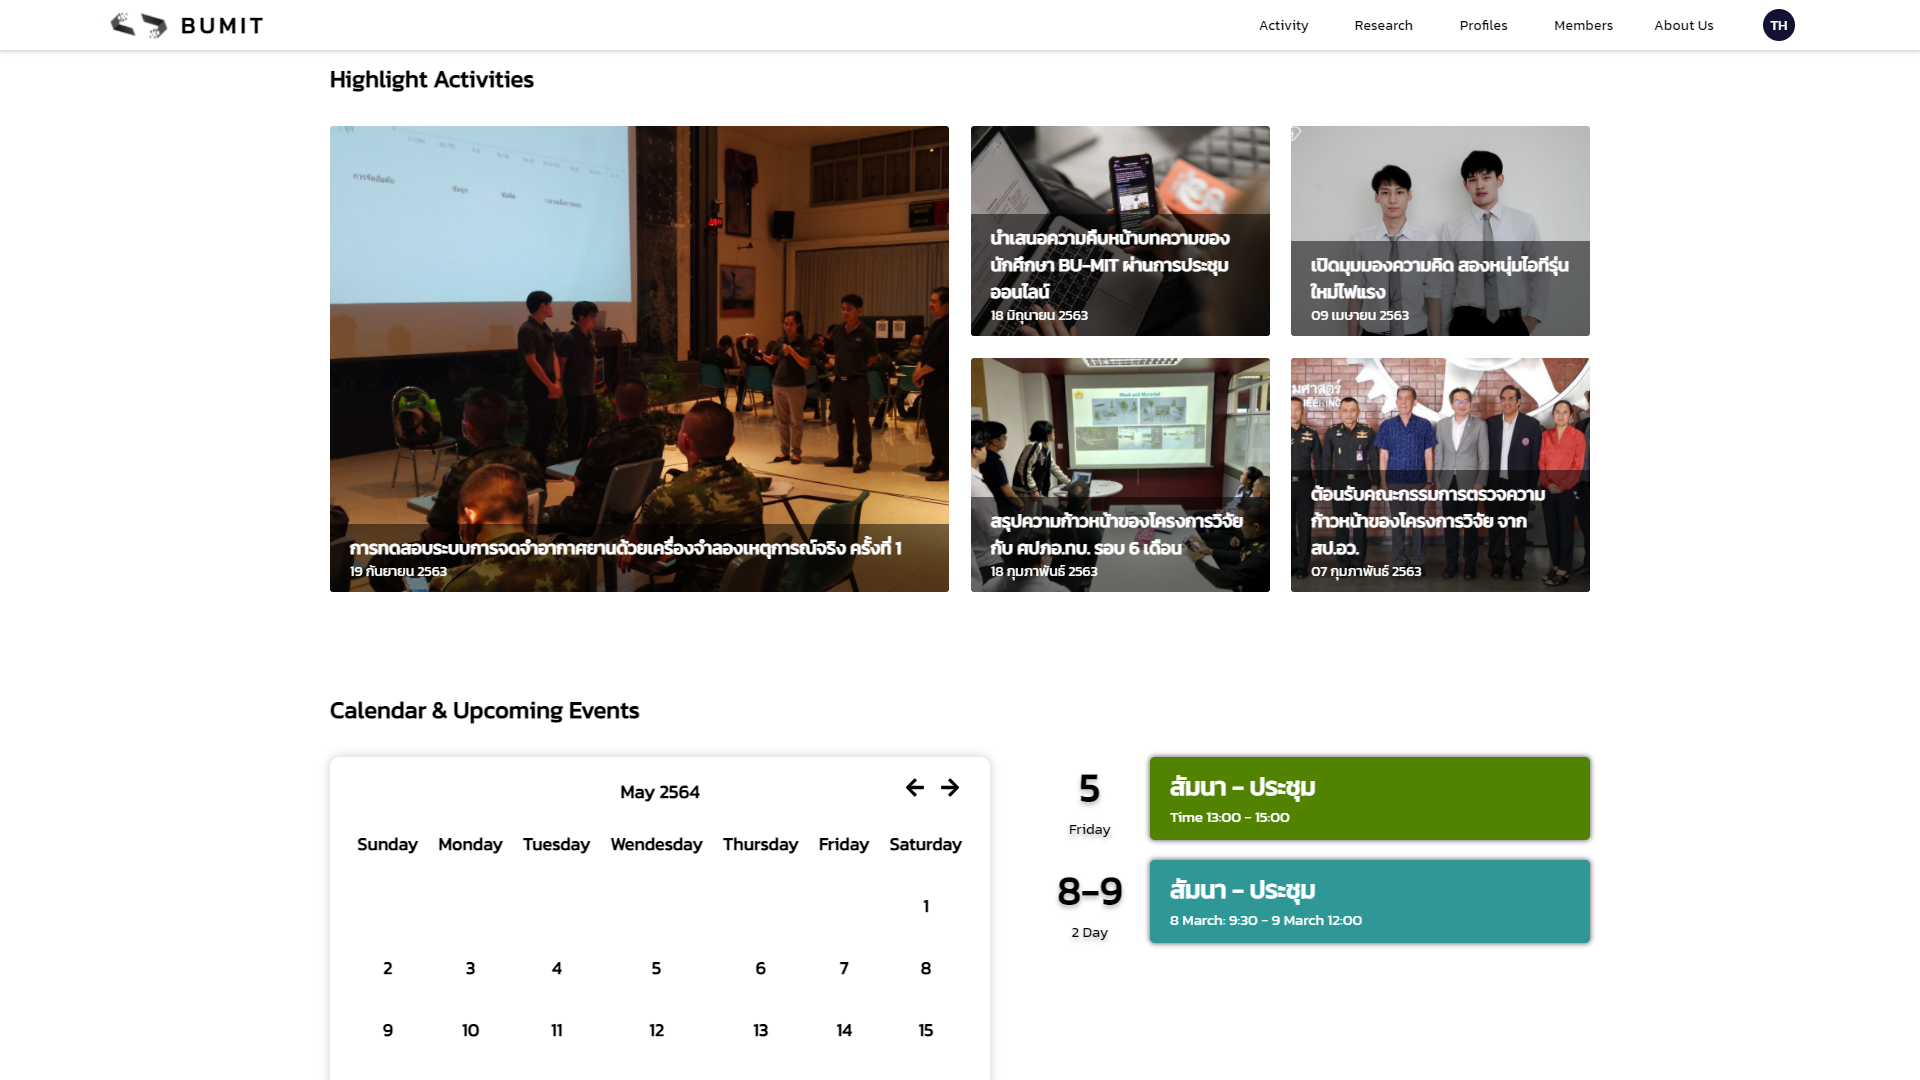 BUMIT
Activity
Research
Profiles
Members
About Us
TH
Highlight Activities
การจัดอันดับ
การทดสอบระบบการจดจำอากาศยานด้วยเครื่องจำลองเหตุการณ์จริง ครั้งที่ 1
19 กันยายน 2563
นำเสนอความคืบหน้าบทความของ
นักศึกษา BU-MIT ผ่านการประชุม
ออนไลน์
18 มิถุนายน 2563
เปิดมุมมองความคิด สองหนุ่มไอทีรุ่น
ใหม่ไฟแรง
09 เมษายน 2563
สรุปความก้าวหน้าของโครงการวิจัย
กับ ศปภอ.ทบ. รอบ 6 เดือน
18 กุมภาพันธ์ 2563
มศาสตร์
ต้อนรับคณะกรรมการตรวจความ
ก้าวหน้าของโครงการวิจัย จาก
สป.อว.
07 กุมภาพันธ์ 2563
Calendar & Upcoming Events
May 2564
Sunday Monday Tuesday Wendesday Thursday Friday Saturday
1
2 3 4 5 6 7 8
9 10 11 12 13 14 15
5
Friday
สัมนา - ประชุม
Time 13:00 - 15:00
8-9
2 Day
สัมนา - ประชุม
8 March: 9:30 - 9 March 12:00